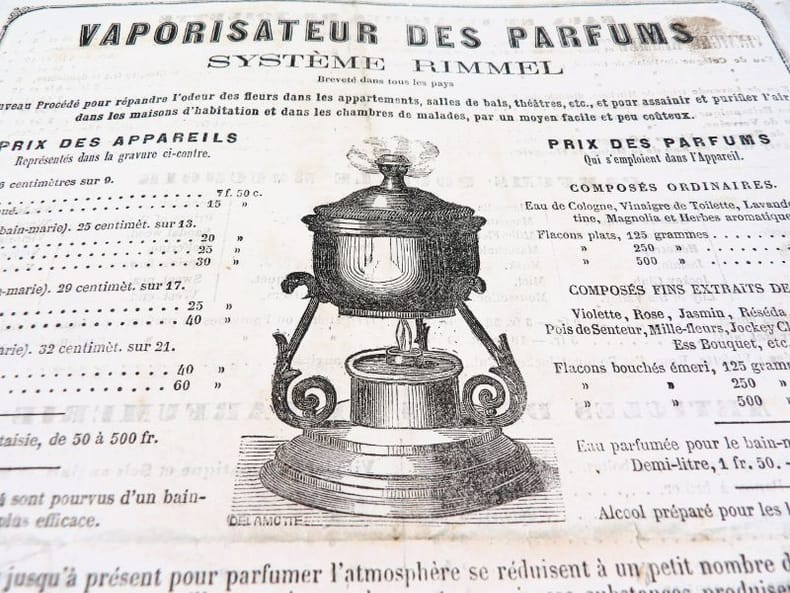 VAPORISATEUR DES PARFUMS
SYSTÈME RIMMEL
Breveté dans tous les pays
Procédé pour répandre l'odeur des fleurs dans les appartements, salles de bals, théâtres, etc., et pour assainir et purifier l'air
dans les maisons d'habitation et dans les chambres de malades, par un moyen facile et peu coûteux.
PRIX DES APPAREILS
Représentés dans la gravure ci-contre.
centimètres sur 9.
7 f. 50 c.
15 »
bain-marie). 25 centimèt. sur 13.
20 »
25 »
30 »
29 centimèt. sur 17.
25 »
40 »
32 centimèt. sur 21.
40 »
60 »
de 50 à 500 fr.
sont pourvus d'un bain-
plus efficace.
DELAMOTTE
PRIX DES PARFUMS
Qui s'emploient dans l'Appareil.
COMPOSÉS ORDINAIRES.
Eau de Cologne, Vinaigre de Toilette, Lavande
tine, Magnolia et Herbes aromatique
Flacons plats, 125 grammes
» 250 »
» 500 »
COMPOSÉS FINS EXTRAITS DE
Violette, Rose, Jasmin, Réséda
Pois de Senteur, Mille-fleurs, Jockey Cl
Ess Bouquet, etc.
Flacons bouchés émeri, 125 gramm
» » 250 »
» » 500 »
Eau parfumée pour le bain-m
» Demi-litre, 1 fr. 50. —
Alcool préparé pour les
jusqu'à présent pour parfumer l'atmosphère se réduisent à un petit nombre d